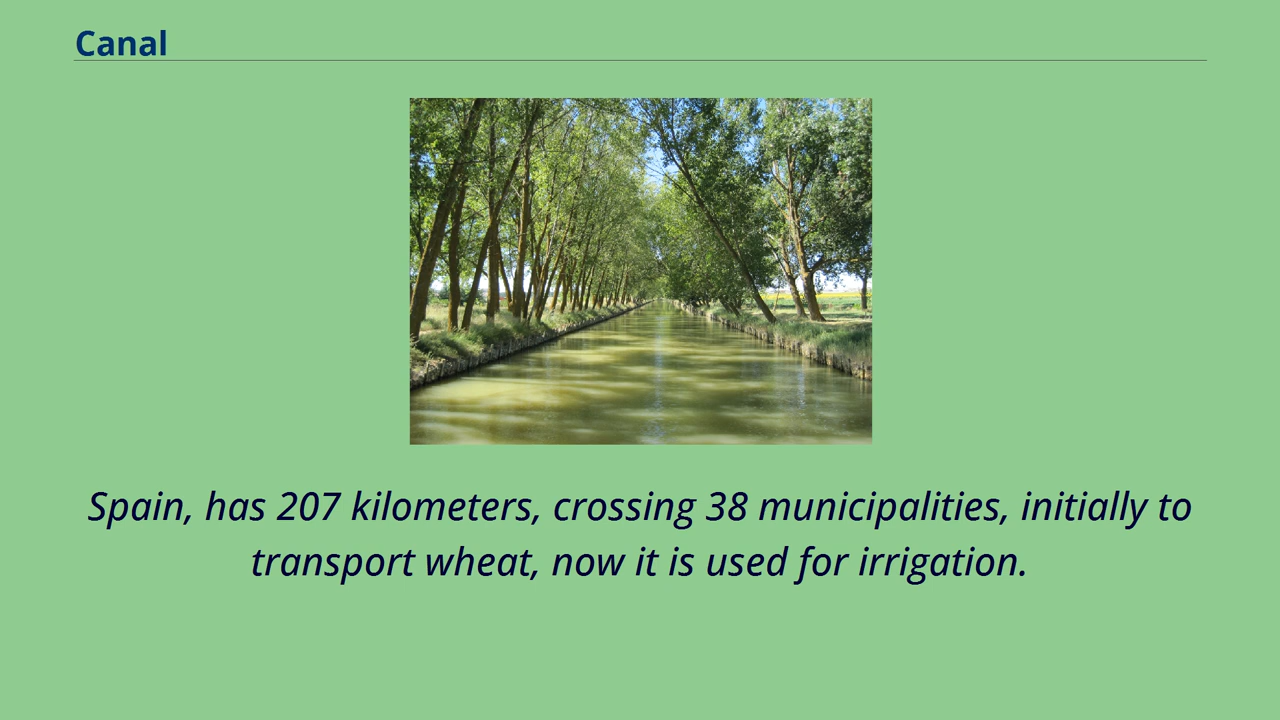 Canal
Spain, has 207 kilometers, crossing 38 municipalities, initially to
transport wheat, now it is used for irrigation.